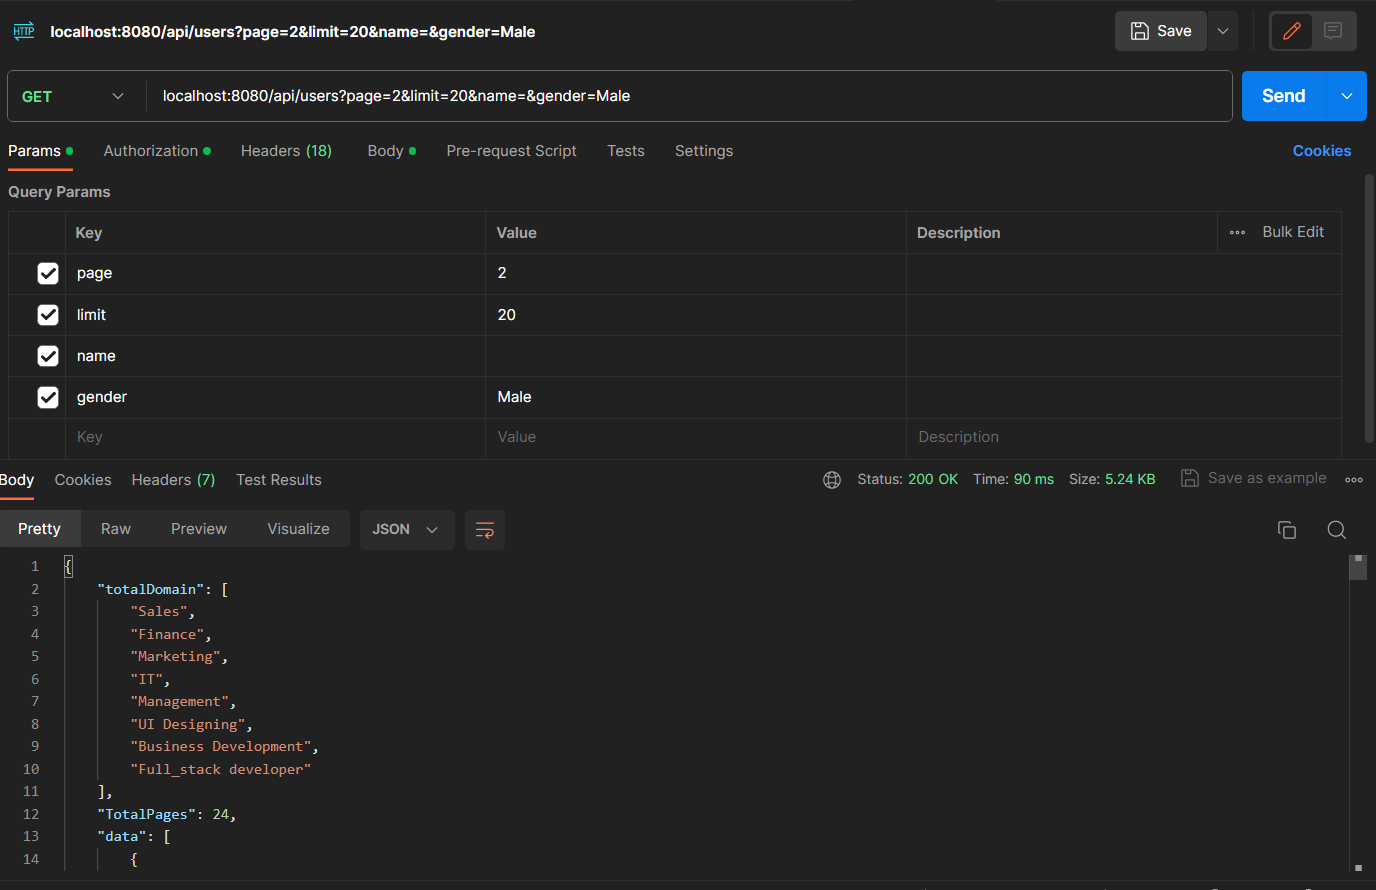 HTTP localhost:8080/api/users?page=2&limit=20&name=&gender=Male Save
GET localhost:8080/api/users?page=2&limit=20&name=&gender=Male Send
Params Authorization Headers (18) Body Pre-request Script Tests Settings Cookies
Query Params
Key Value Description Bulk Edit
page 2
limit 20
name
gender Male
Key Value Description
Body Cookies Headers (7) Test Results Status: 200 OK Time: 90 ms Size: 5.24 KB Save as example
Pretty Raw Preview Visualize JSON
1 {
2 "totalDomain": [
3 "Sales",
4 "Finance",
5 "Marketing",
6 "IT",
7 "Management",
8 "UI Designing",
9 "Business Development",
10 "Full_stack developer"
11 ],
12 "TotalPages": 24,
13 "data": [
14 {